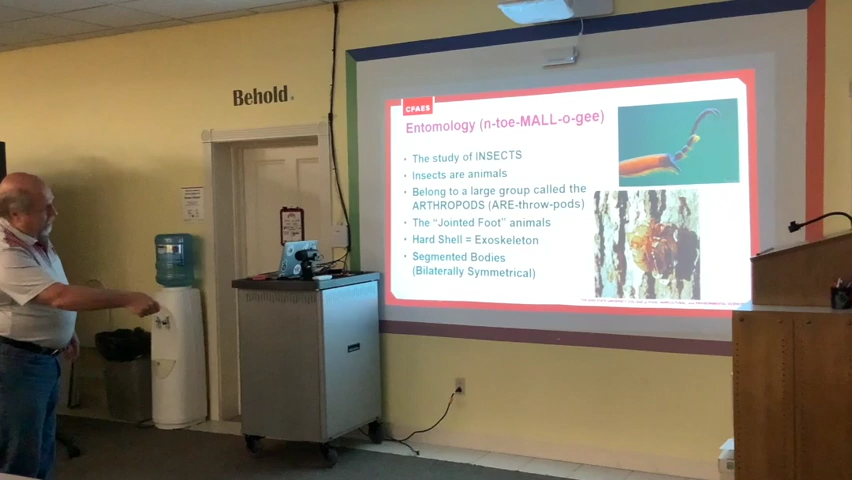 Behold.
CFAES
Entomology (n-toe-MALL-o-gee)
• The study of INSECTS
• Insects are animals
• Belong to a large group called the
ARTHROPODS (ARE-throw-pods)
• The "Jointed Foot" animals
• Hard Shell = Exoskeleton
• Segmented Bodies
(Bilaterally Symmetrical)